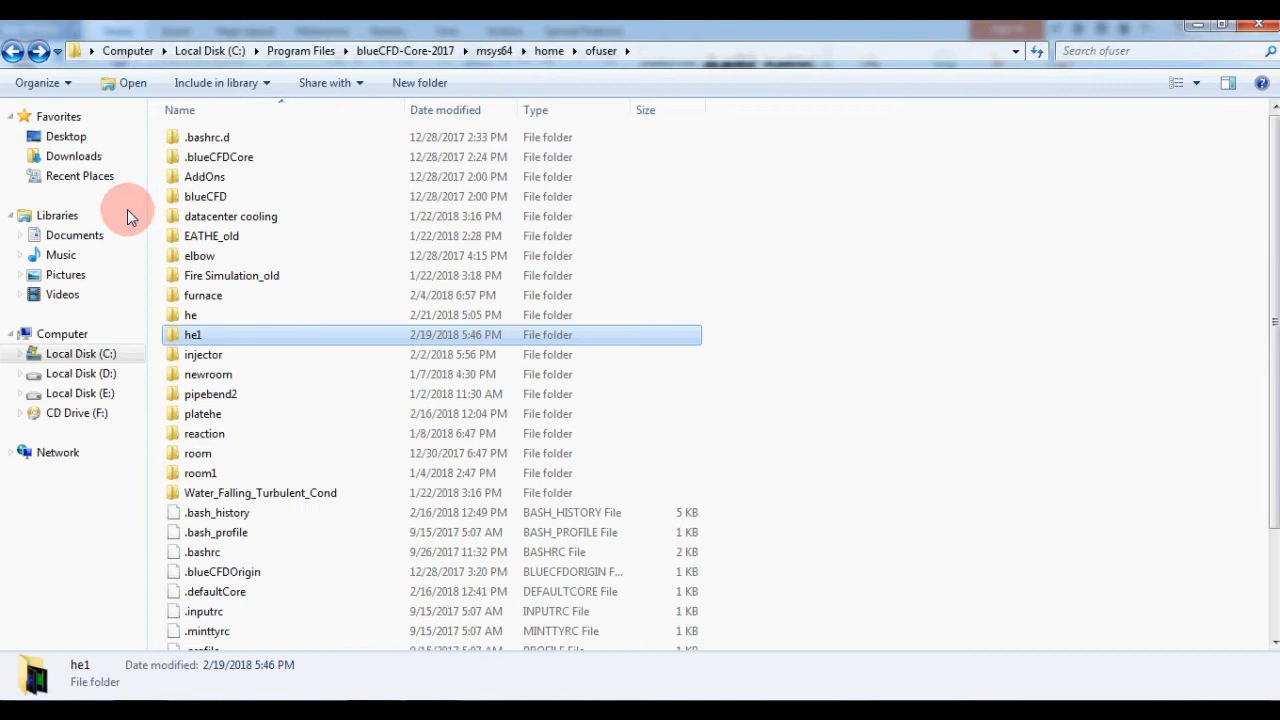 Computer Local Disk (C:) Program Files blueCFD-Core-2017 msys64 home ofuser Search ofuser
Organize Open Include in library Share with New folder
Name Date modified Type Size
Favorites
Desktop
Downloads
Recent Places
Libraries
Documents
Music
Pictures
Videos
Computer
Local Disk (C:)
Local Disk (D:)
Local Disk (E:)
CD Drive (F:)
Network
.bashrc.d 12/28/2017 2:33 PM File folder
.blueCFDCore 12/28/2017 2:24 PM File folder
AddOns 12/28/2017 2:00 PM File folder
blueCFD 12/28/2017 2:00 PM File folder
datacenter cooling 1/22/2018 3:16 PM File folder
EATHE_old 1/22/2018 2:28 PM File folder
elbow 12/28/2017 4:15 PM File folder
Fire Simulation_old 1/22/2018 3:18 PM File folder
furnace 2/4/2018 6:57 PM File folder
he 2/21/2018 5:05 PM File folder
he1 2/19/2018 5:46 PM File folder
injector 2/2/2018 5:56 PM File folder
newroom 1/7/2018 4:30 PM File folder
pipebend2 1/2/2018 11:30 AM File folder
platehe 2/16/2018 12:04 PM File folder
reaction 1/8/2018 6:47 PM File folder
room 12/30/2017 6:47 PM File folder
room1 1/4/2018 2:47 PM File folder
Water_Falling_Turbulent_Cond 1/22/2018 3:16 PM File folder
.bash_history 2/16/2018 12:49 PM BASH_HISTORY File 5 KB
.bash_profile 9/15/2017 5:07 AM BASH_PROFILE File 1 KB
.bashrc 9/26/2017 11:32 PM BASHRC File 2 KB
.blueCFDOrigin 12/28/2017 3:20 PM BLUECFDORIGIN F... 1 KB
.defaultCore 2/16/2018 12:41 PM DEFAULTCORE File 1 KB
.inputrc 9/15/2017 5:07 AM INPUTRC File 1 KB
.minttyrc 9/15/2017 5:07 AM MINTTYRC File 1 KB
he1 Date modified: 2/19/2018 5:46 PM
File folder